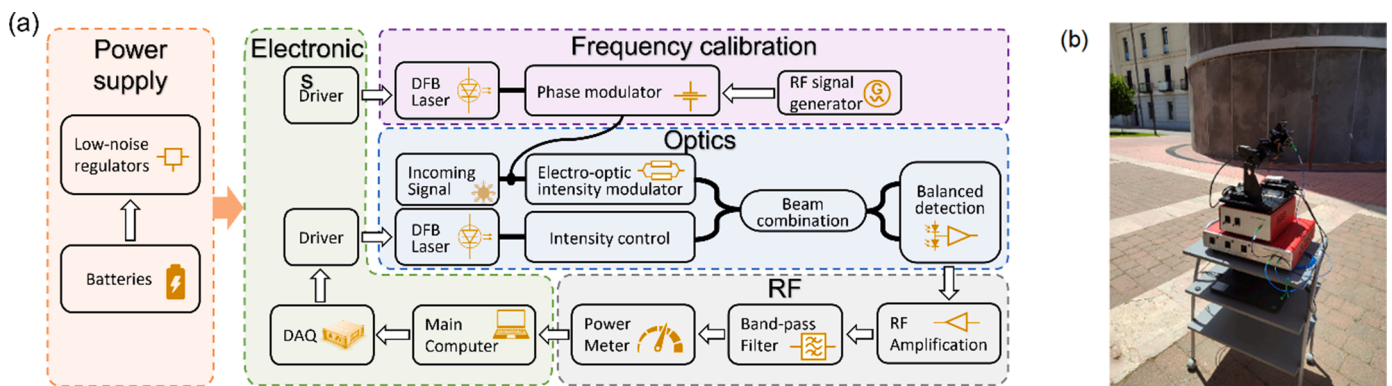 (a)
Power
supply
Low-noise
regulators
Batteries
Electronic
s
Driver
Driver
DAQ
Main
Computer
Frequency calibration
DFB
Laser
Phase modulator
RF signal
generator
G
Optics
Incoming
Signal
Electro-optic
intensity modulator
DFB
Laser
Intensity control
Beam
combination
Balanced
detection
RF
Power
Meter
Band-pass
Filter
RF
Amplification
(b)